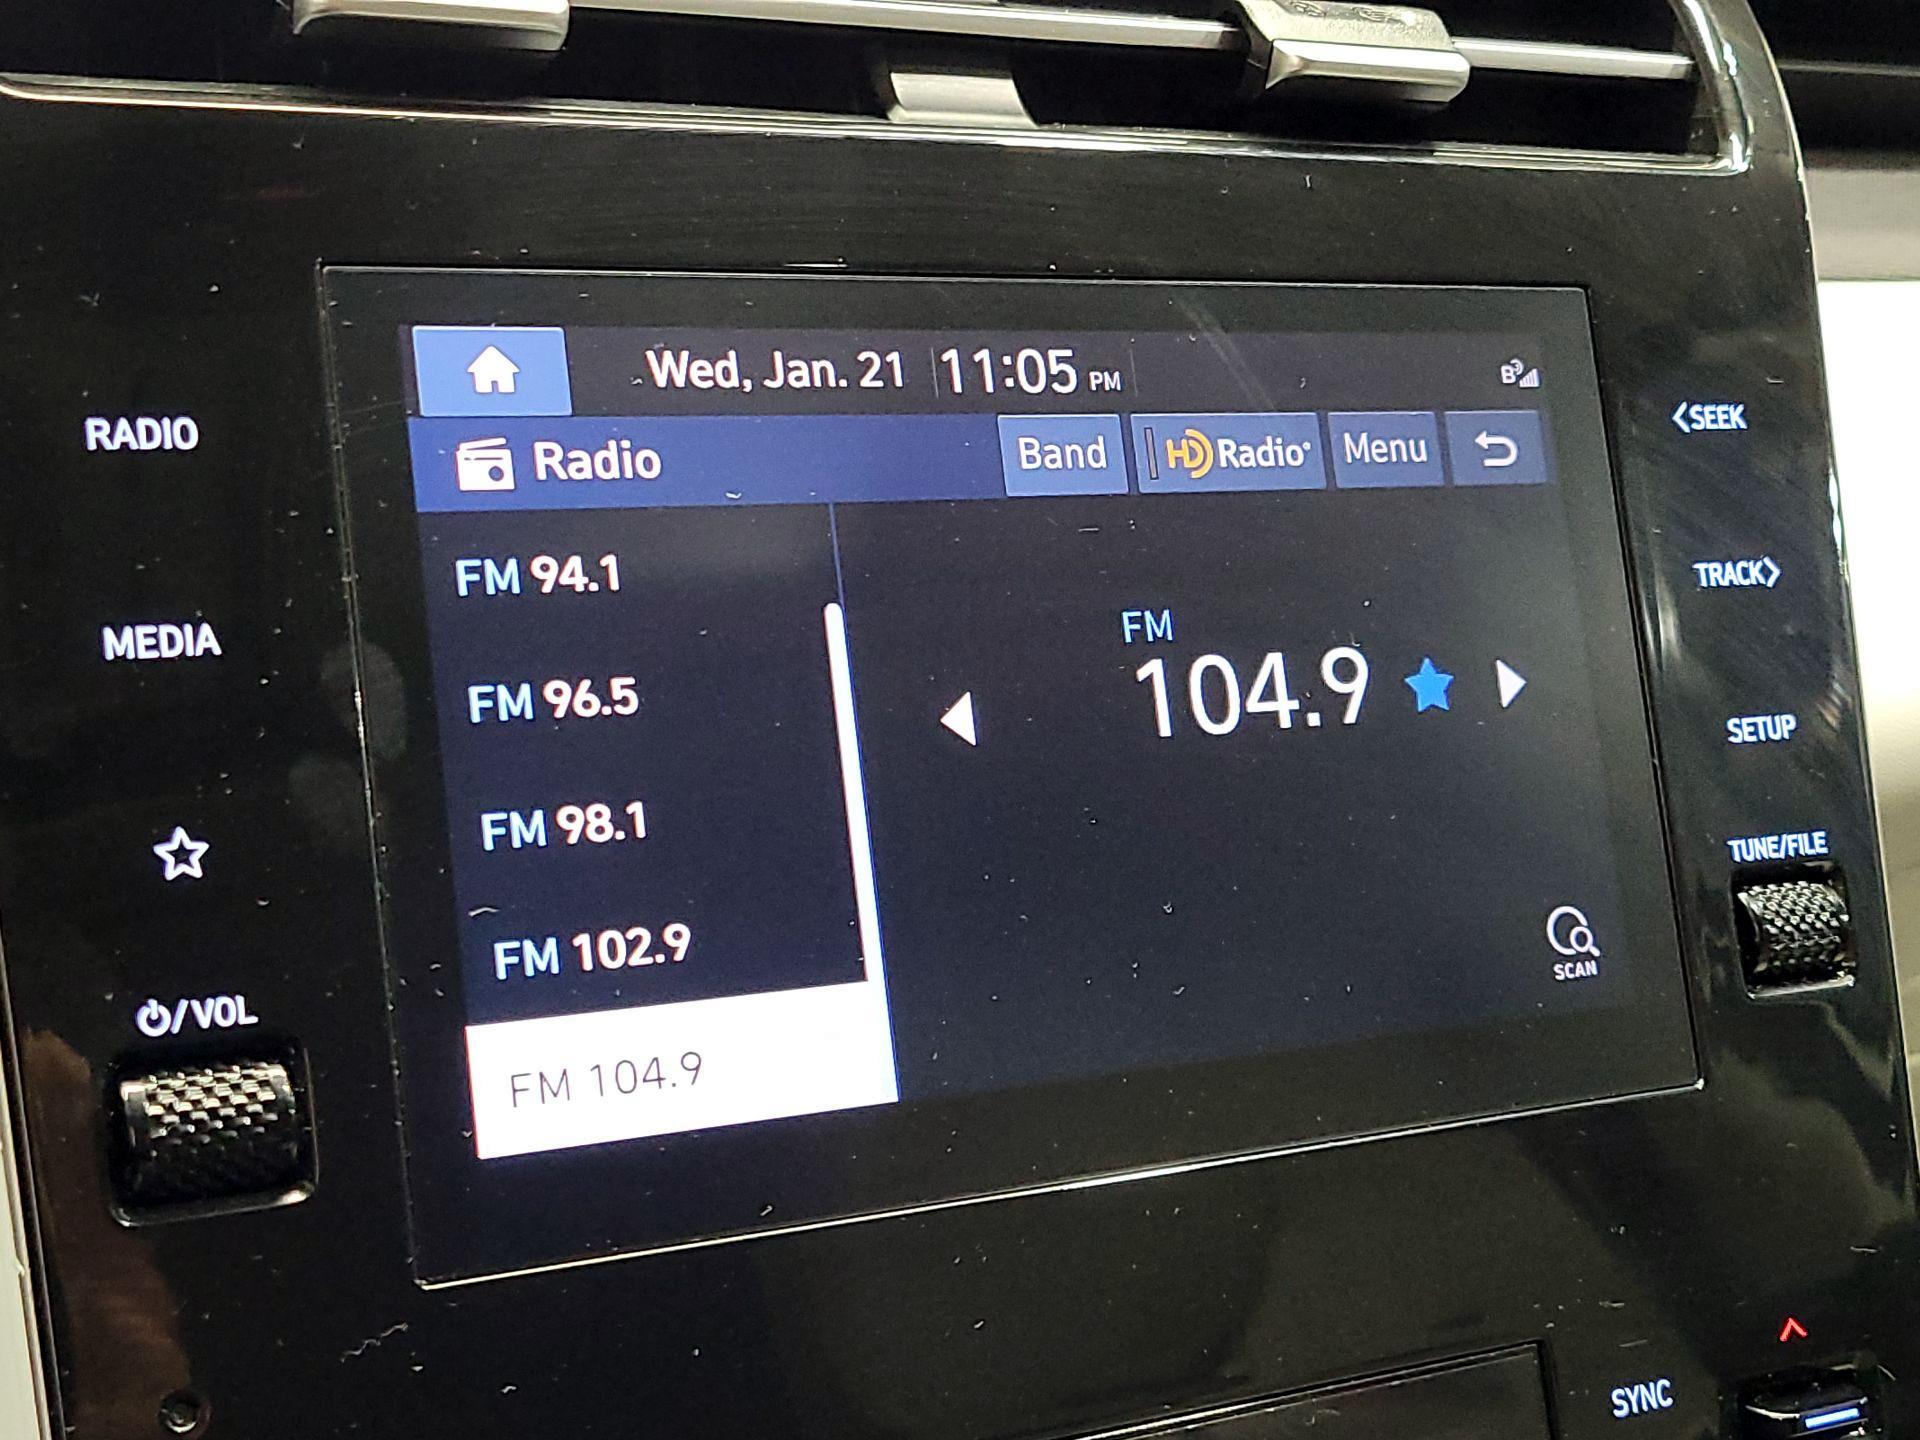 Wed, Jan. 21 11:05 PM B
RADIO
Radio Band HD Radio Menu
<SEEK
FM 94.1
TRACK>
MEDIA
FM 96.5
FM
104.9
SETUP
FM 98.1
TUNE/FILE
FM 102.9
SCAN
/VOL
FM 104.9
SYNC